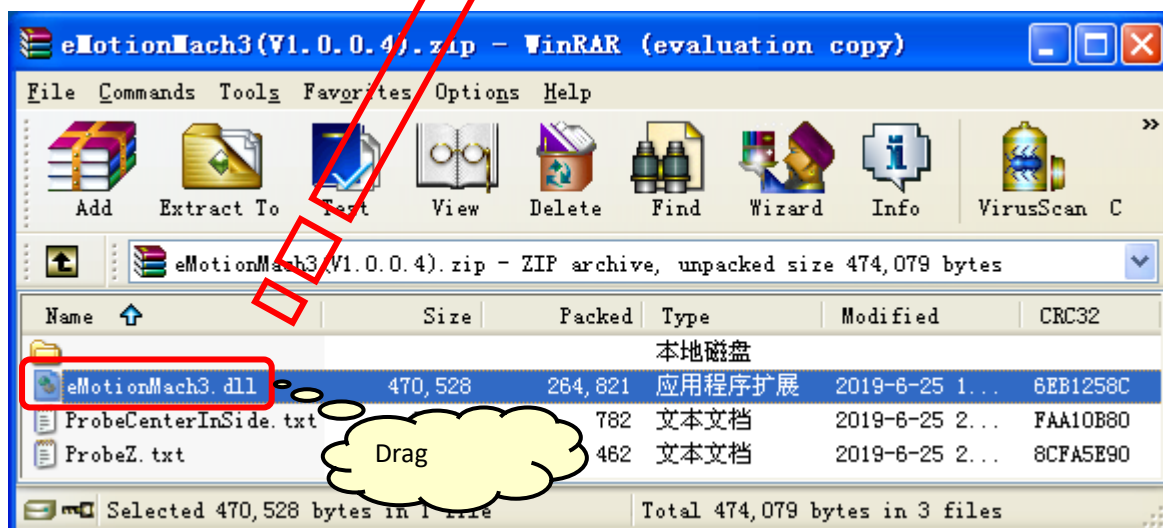 eMotionMach3(V1.0.0.4).zip - WinRAR (evaluation copy)
File Commands Tools Favorites Options Help
Add Extract To Test View Delete Find Wizard Info VirusScan C
eMotionMach3(V1.0.0.4).zip - ZIP archive, unpacked size 474,079 bytes
Name Size Packed Type Modified CRC32
本地磁盘
eMotionMach3.dll 470,528 264,821 应用程序扩展 2019-6-25 1... 6EB1258C
ProbeCenterInSide.txt 782 文本文档 2019-6-25 2... FAA10B80
ProbeZ.txt 462 文本文档 2019-6-25 2... 8CFA5E90
Drag
Selected 470,528 bytes in 1 file Total 474,079 bytes in 3 files